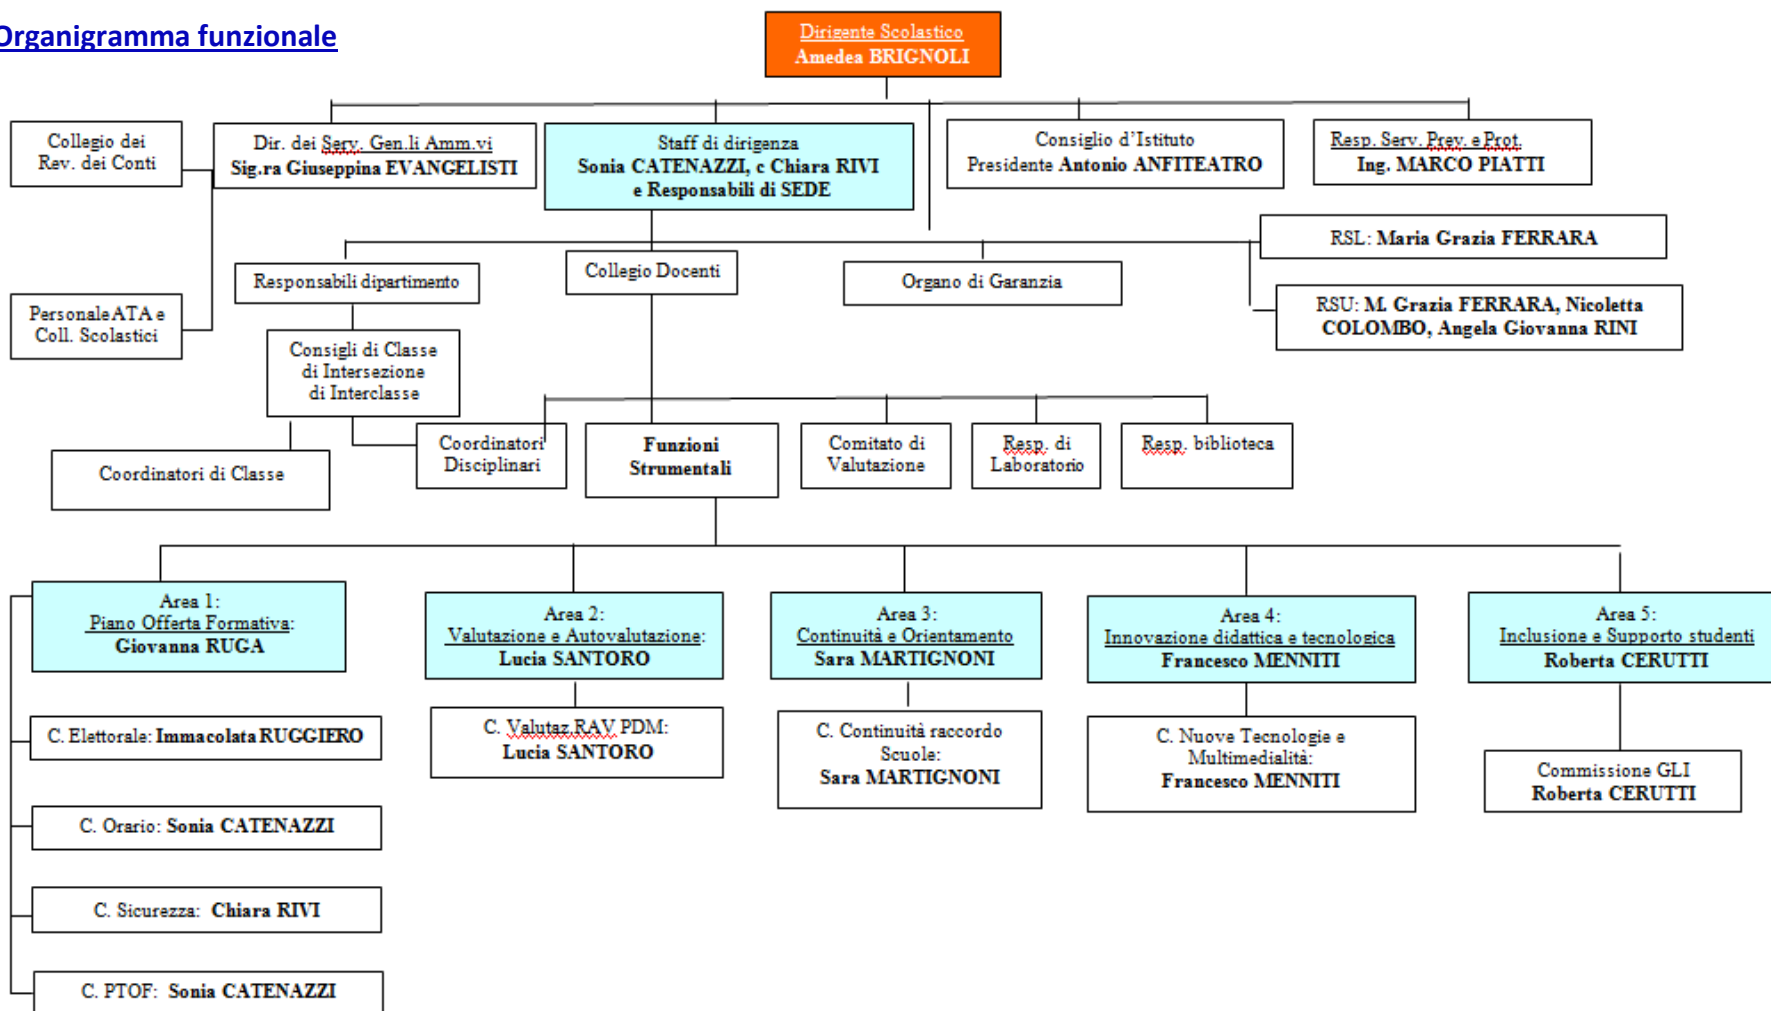 Organigramma funzionale
Dirigente Scolastico
Amedea BRIGNOLI
Collegio dei
Rev. dei Conti
Dir. dei Serv. Gen.li Amm.vi
Sig.ra Giuseppina EVANGELISTI
Staff di dirigenza
Sonia CATENAZZI, c Chiara RIVI
e Responsabili di SEDE
Consiglio d'Istituto
Presidente Antonio ANFITEATRO
Resp. Serv. Prev. e Prot.
Ing. MARCO PIATTI
RSL: Maria Grazia FERRARA
Responsabili dipartimento
Collegio Docenti
Organo di Garanzia
Personale ATA e
Coll. Scolastici
RSU: M. Grazia FERRARA, Nicoletta
COLOMBO, Angela Giovanna RINI
Consigli di Classe
di Intersezione
di Interclasse
Coordinatori di Classe
Coordinatori
Disciplinari
Funzioni
Strumentali
Comitato di
Valutazione
Resp. di
Laboratorio
Resp. biblioteca
Area 1:
Piano Offerta Formativa:
Giovanna RUGA
Area 2:
Valutazione e Autovalutazione:
Lucia SANTORO
Area 3:
Continuità e Orientamento
Sara MARTIGNONI
Area 4:
Innovazione didattica e tecnologica
Francesco MENNITI
Area 5:
Inclusione e Supporto studenti
Roberta CERUTTI
C. Elettorale: Immacolata RUGGIERO
C. Valutaz.RAV PDM:
Lucia SANTORO
C. Continuità raccordo
Scuole:
Sara MARTIGNONI
C. Nuove Tecnologie e
Multimedialità:
Francesco MENNITI
Commissione GLI
Roberta CERUTTI
C. Orario: Sonia CATENAZZI
C. Sicurezza: Chiara RIVI
C. PTOF: Sonia CATENAZZI